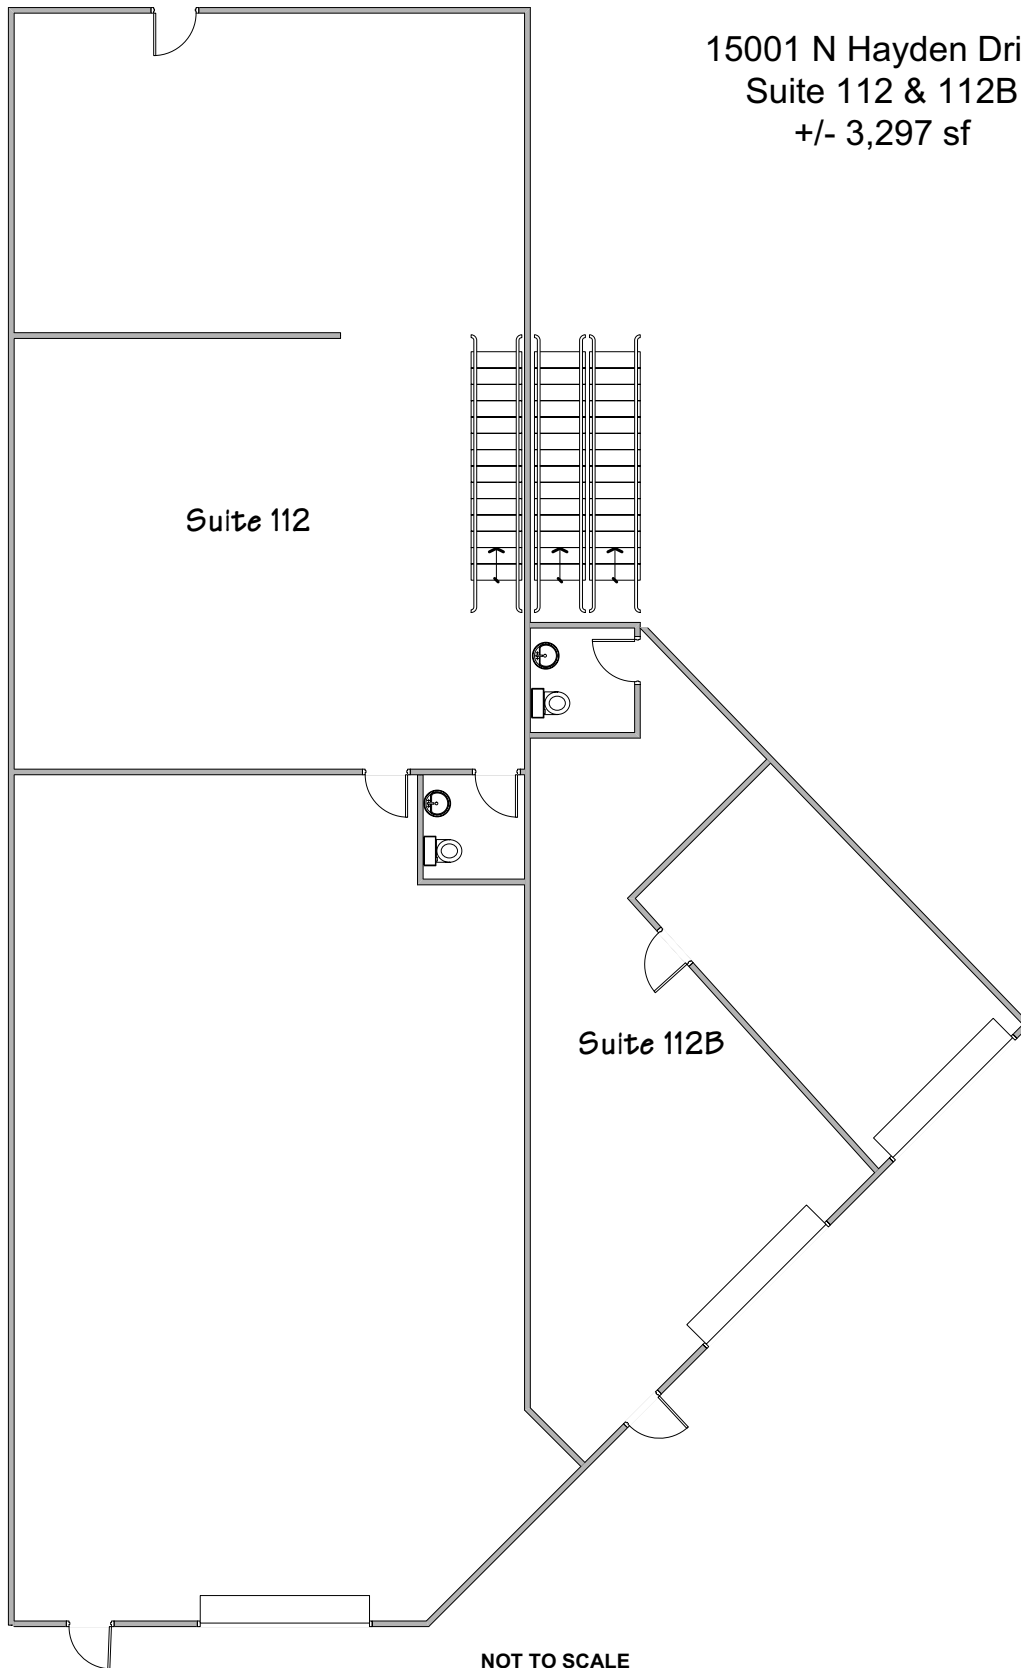 15001 N Hayden Dri
Suite 112 & 112B
+/- 3,297 sf
Suite 112
Suite 112B
NOT TO SCALE